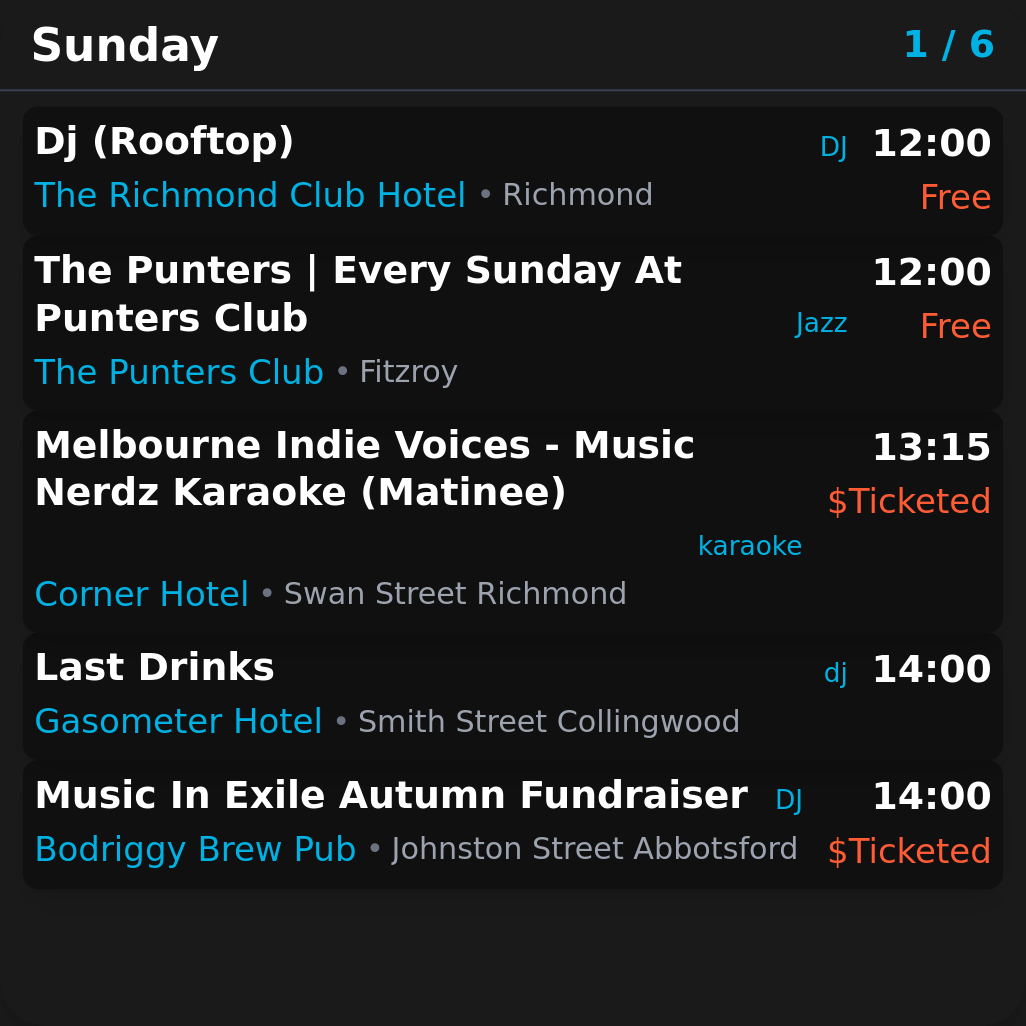 Sunday 1 / 6
Dj (Rooftop) DJ 12:00
The Richmond Club Hotel • Richmond Free
The Punters | Every Sunday At 12:00
Punters Club Jazz Free
The Punters Club • Fitzroy
Melbourne Indie Voices - Music 13:15
Nerdz Karaoke (Matinee) $Ticketed
karaoke
Corner Hotel • Swan Street Richmond
Last Drinks dj 14:00
Gasometer Hotel • Smith Street Collingwood
Music In Exile Autumn Fundraiser DJ 14:00
Bodriggy Brew Pub • Johnston Street Abbotsford $Ticketed